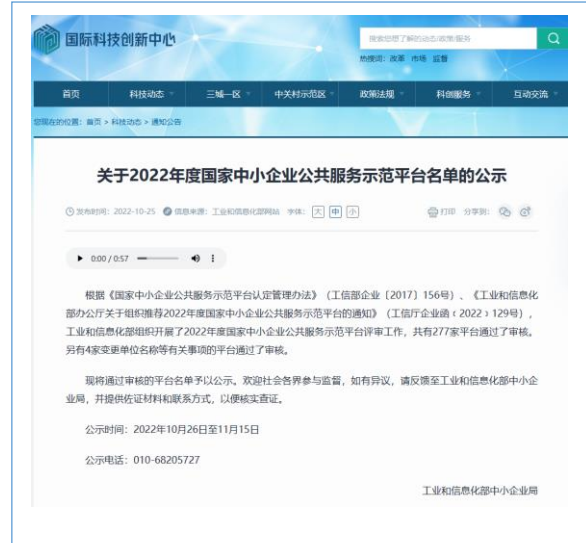 国际科技创新中心
搜索您想了解的动态/政策/服务
热搜词: 改革 市场 监督
首页 科技动态 三城一区 中关村示范区 政策法规 科创服务 互动交流
您现在的位置: 首页 > 科技动态 > 通知公告
关于2022年度国家中小企业公共服务示范平台名单的公示
发布时间: 2022-10-25 信息来源: 工业和信息化部网站 字体: 大 中 小 打印 分享到:
0:00 / 0:57
根据《国家中小企业公共服务示范平台认定管理办法》（工信部企业〔2017〕156号）、《工业和信息化
部办公厅关于组织推荐2022年度国家中小企业公共服务示范平台的通知》（工信厅企业函﹝2022﹞129号），
工业和信息化部组织开展了2022年度国家中小企业公共服务示范平台评审工作，共有277家平台通过了审核。
另有4家变更单位名称等有关事项的平台通过了审核。
现将通过审核的平台名单予以公示。欢迎社会各界参与监督，如有异议，请反馈至工业和信息化部中小企
业局，并提供佐证材料和联系方式，以便核实查证。
公示时间：2022年10月26日至11月15日
公示电话：010-68205727
工业和信息化部中小企业局